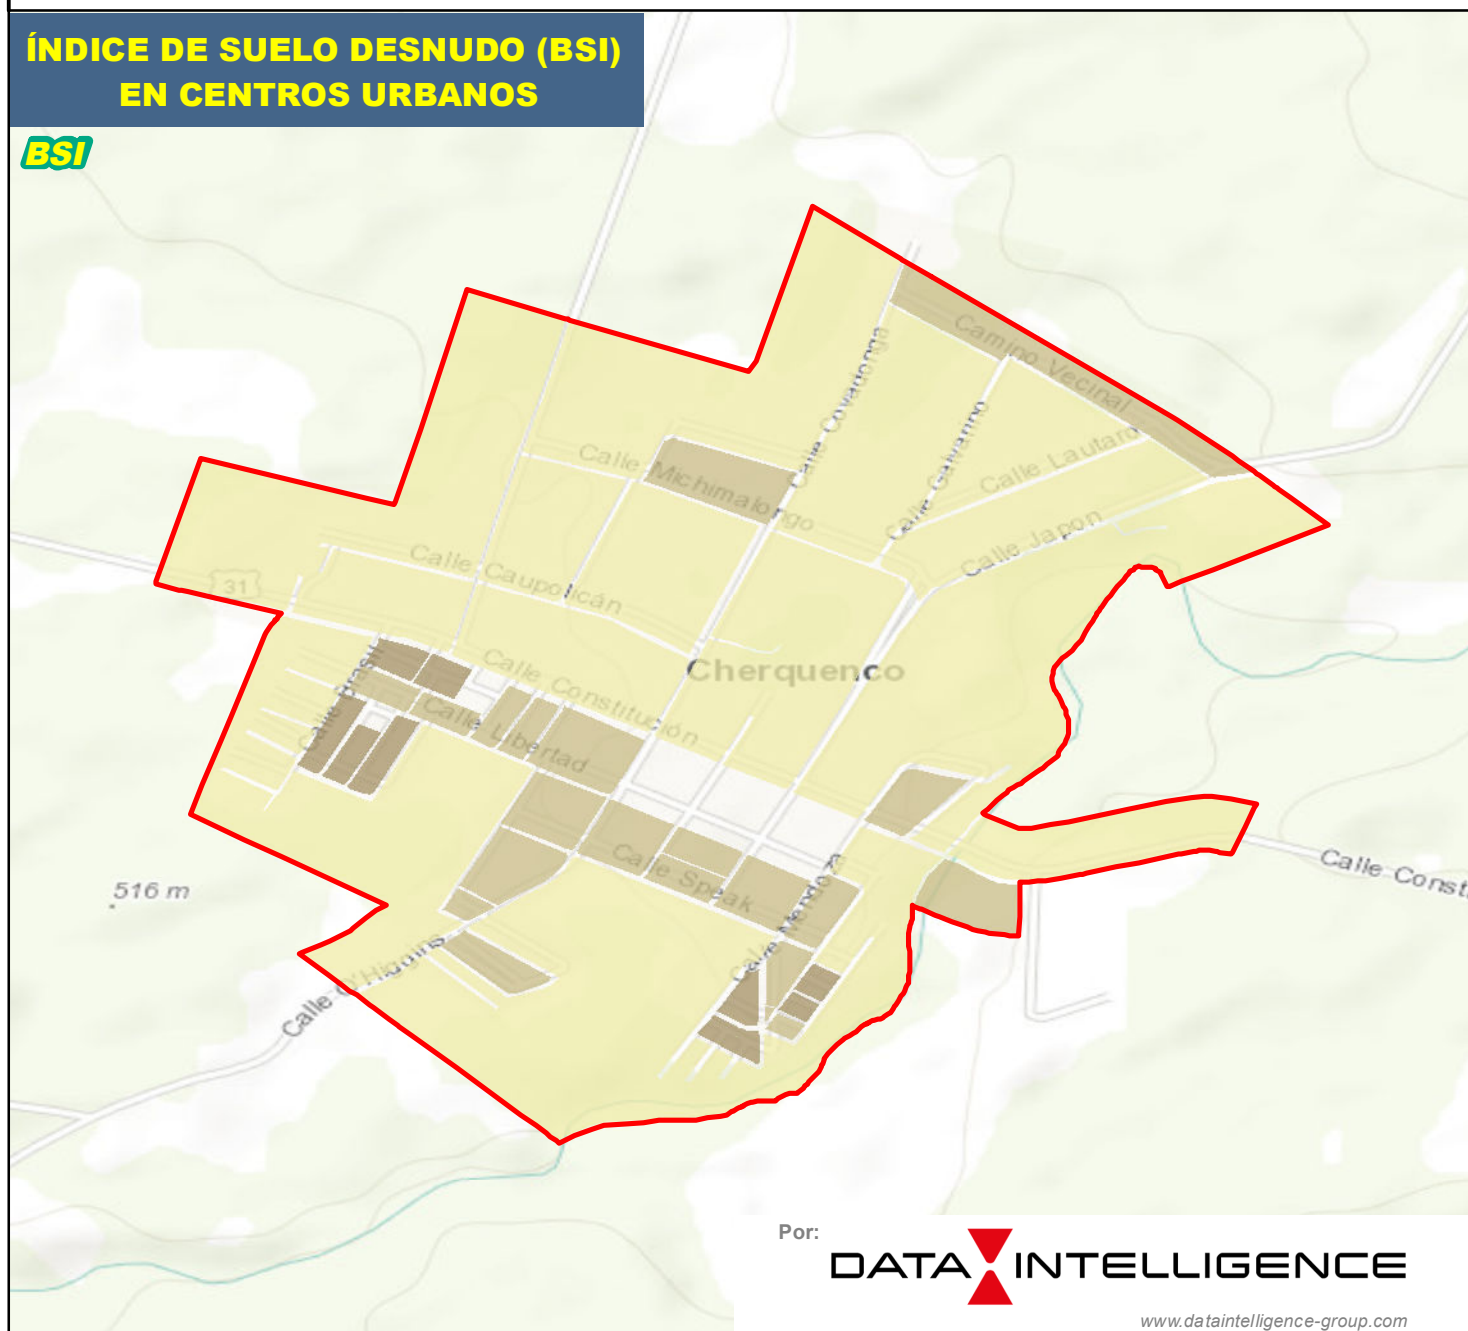 ÍNDICE DE SUELO DESNUDO (BSI)
EN CENTROS URBANOS
BSI
Camino Vecinal
Calle Covadonga
Calle Galvarino
Calle Lautaro
Calle Michimalongo
Calle Japon
Calle Caupolicán
31
Cherquenco
Calle Brasil
Calle Constitución
Calle Libertad
Calle Speak
Calle Mendoza
Calle Const
516 m
Calle O'Higgins
Por:
DATA INTELLIGENCE
www.dataintelligence-group.com